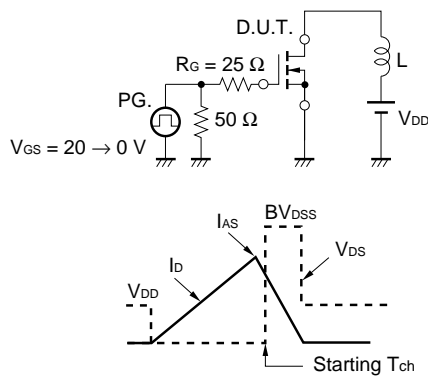 D.U.T.
RG = 25 Ω
L
PG.
50 Ω
VDD
VGS = 20 → 0 V
BVDSS
IAS
VDS
ID
VDD
Starting Tch